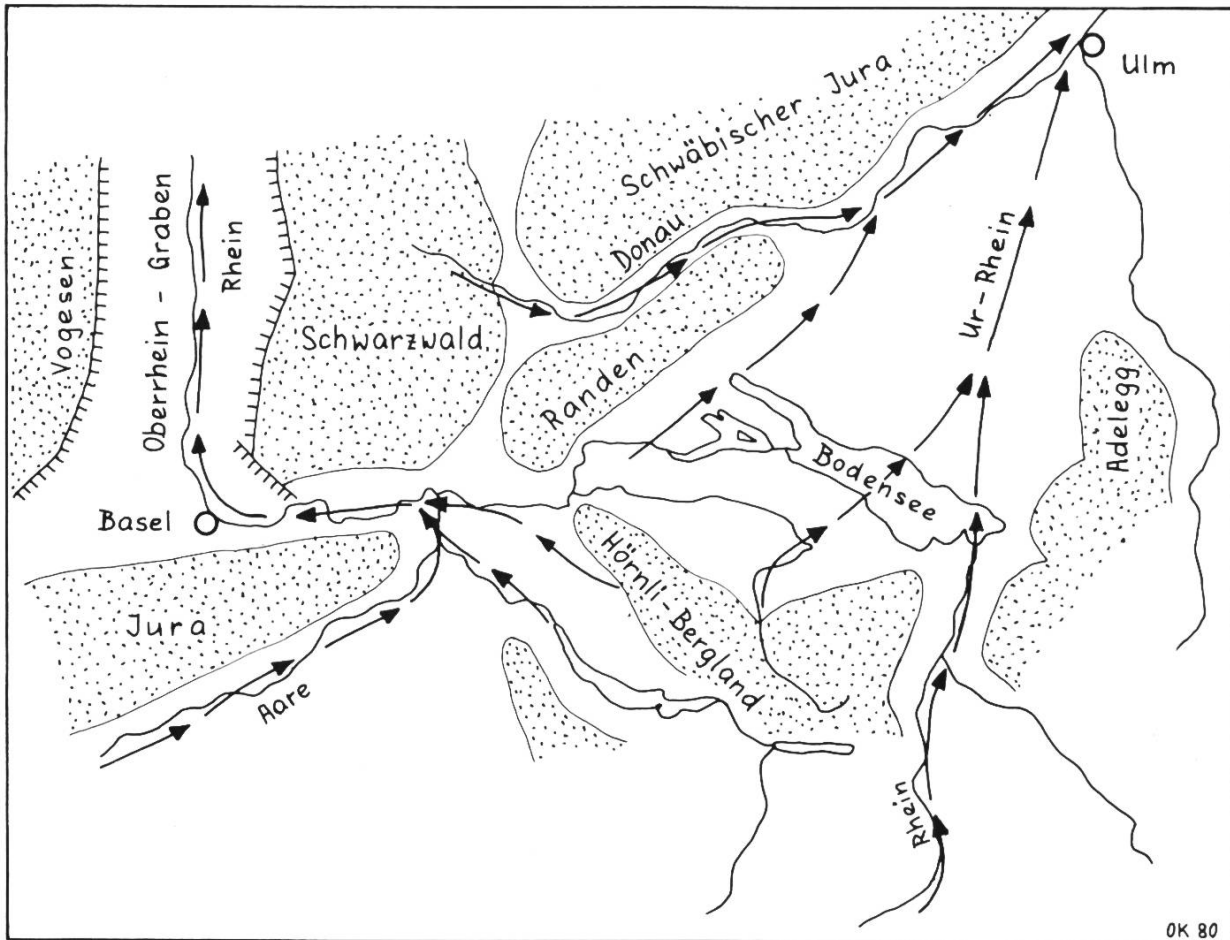 Ulm
Schwäbischer Jura
Donau
Vogesen
Oberrhein - Graben
Rhein
Schwarzwald
Randen
Ur-Rhein
Adelegg
Bodensee
Basel
Hörnli-Bergland
Jura
Aare
Rhein
OK 80